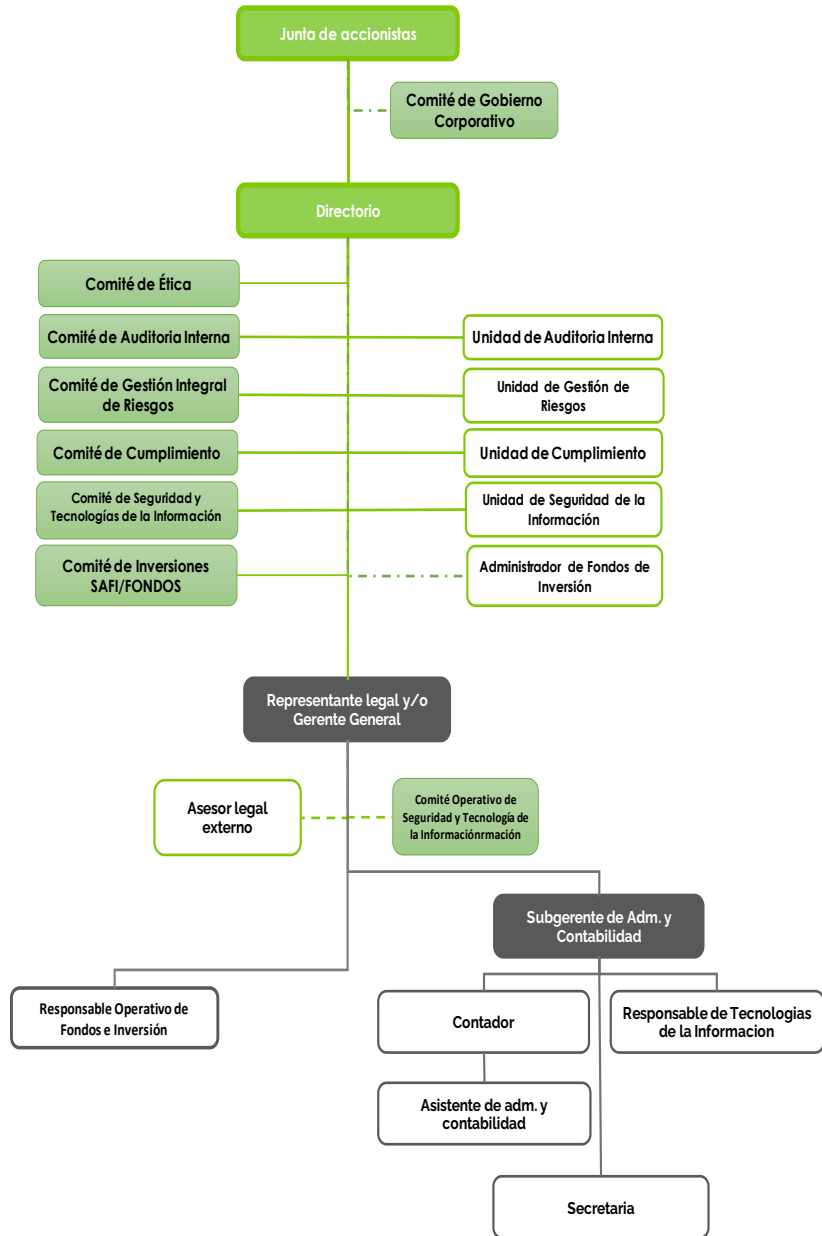 Junta de accionistas
Comité de Gobierno
Corporativo
Directorio
Comité de Ética
Comité de Auditoria Interna
Unidad de Auditoria Interna
Comité de Gestión Integral
de Riesgos
Unidad de Gestión de
Riesgos
Comité de Cumplimiento
Unidad de Cumplimiento
Comité de Seguridad y
Tecnologías de la Información
Unidad de Seguridad de la
Información
Comité de Inversiones
SAFI/FONDOS
Administrador de Fondos de
Inversión
Representante legal y/o
Gerente General
Asesor legal
externo
Comité Operativo de
Seguridad y Tecnología de
la Informaciónrmación
Subgerente de Adm. y
Contabilidad
Responsable Operativo de
Fondos e Inversión
Contador
Responsable de Tecnologias
de la Informacion
Asistente de adm. y
contabilidad
Secretaria